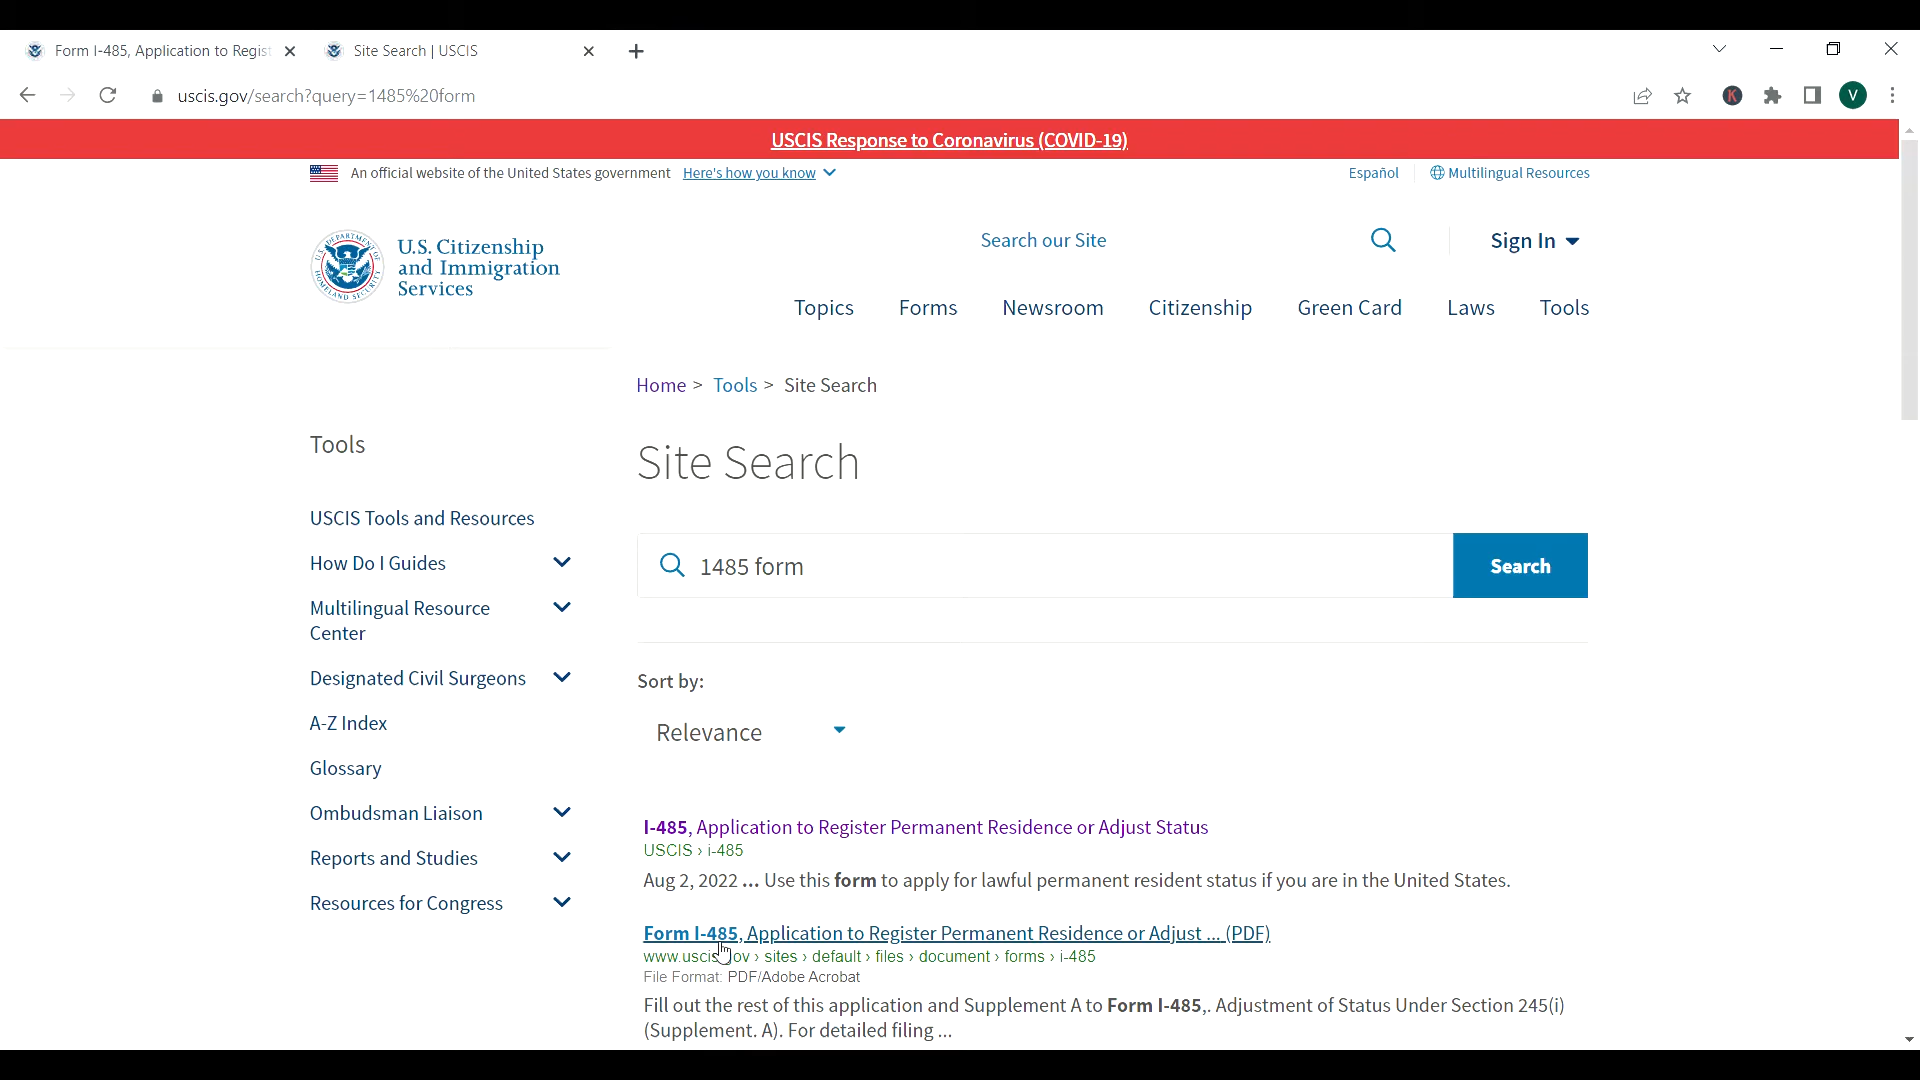 Form I-485, Application to Regist
Site Search | USCIS
uscis.gov/search?query=1485%20form
K
V
USCIS Response to Coronavirus (COVID-19)
An official website of the United States government Here's how you know
Español
Multilingual Resources
U.S. Citizenship
and Immigration
Services
Search our Site
Sign In
Topics Forms Newsroom Citizenship Green Card Laws Tools
Home > Tools > Site Search
Tools
USCIS Tools and Resources
How Do I Guides
Multilingual Resource
Center
Designated Civil Surgeons
A-Z Index
Glossary
Ombudsman Liaison
Reports and Studies
Resources for Congress
Site Search
1485 form
Search
Sort by:
Relevance
I-485, Application to Register Permanent Residence or Adjust Status
USCIS › i-485
Aug 2, 2022 ... Use this form to apply for lawful permanent resident status if you are in the United States.
Form I-485, Application to Register Permanent Residence or Adjust ... (PDF)
www.uscis.gov › sites › default › files › document › forms › i-485
File Format: PDF/Adobe Acrobat
Fill out the rest of this application and Supplement A to Form I-485,. Adjustment of Status Under Section 245(i)
(Supplement. A). For detailed filing ...